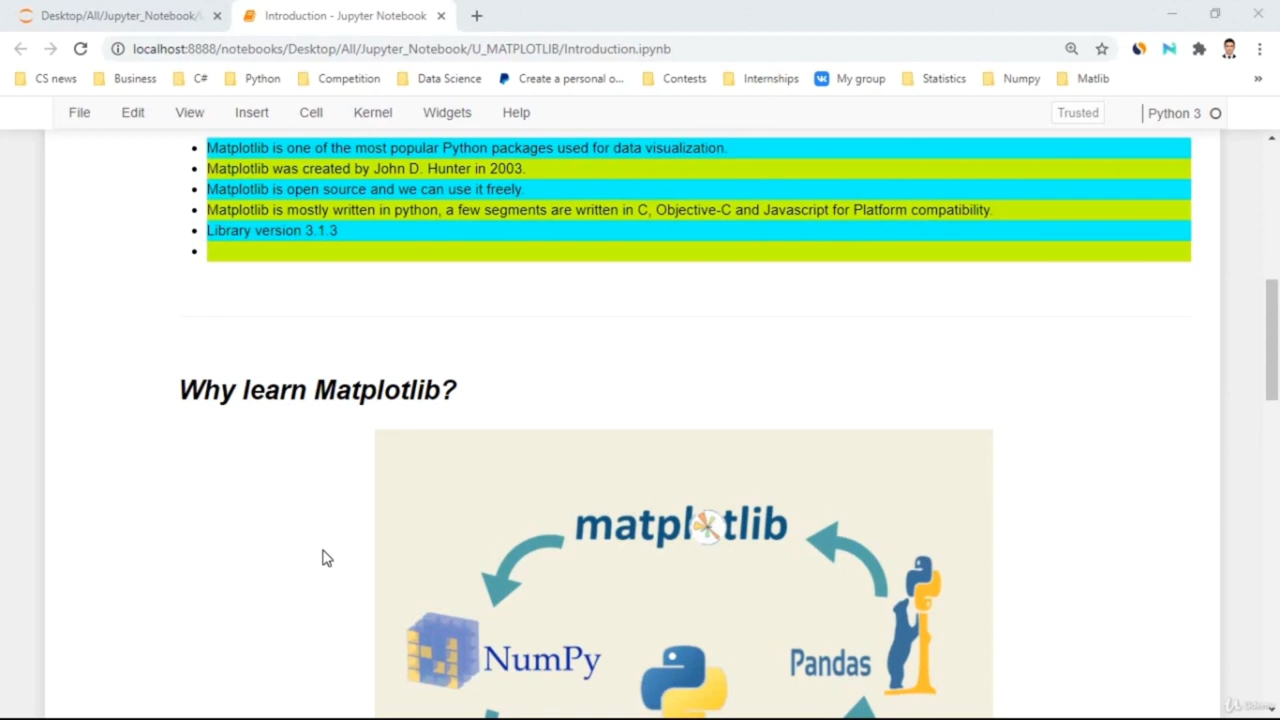 Desktop/All/Jupyter_Notebook/
Introduction - Jupyter Notebook
localhost:8888/notebooks/Desktop/All/Jupyter_Notebook/U_MATPLOTLIB/Introduction.ipynb
CS news Business C# Python Competition Data Science Create a personal o... Contests Internships My group Statistics Numpy Matlib »
File Edit View Insert Cell Kernel Widgets Help Trusted Python 3
Matplotlib is one of the most popular Python packages used for data visualization.
Matplotlib was created by John D. Hunter in 2003.
Matplotlib is open source and we can use it freely.
Matplotlib is mostly written in python, a few segments are written in C, Objective-C and Javascript for Platform compatibility.
Library version 3.1.3
Why learn Matplotlib?
matplotlib
NumPy
Pandas
Udemy